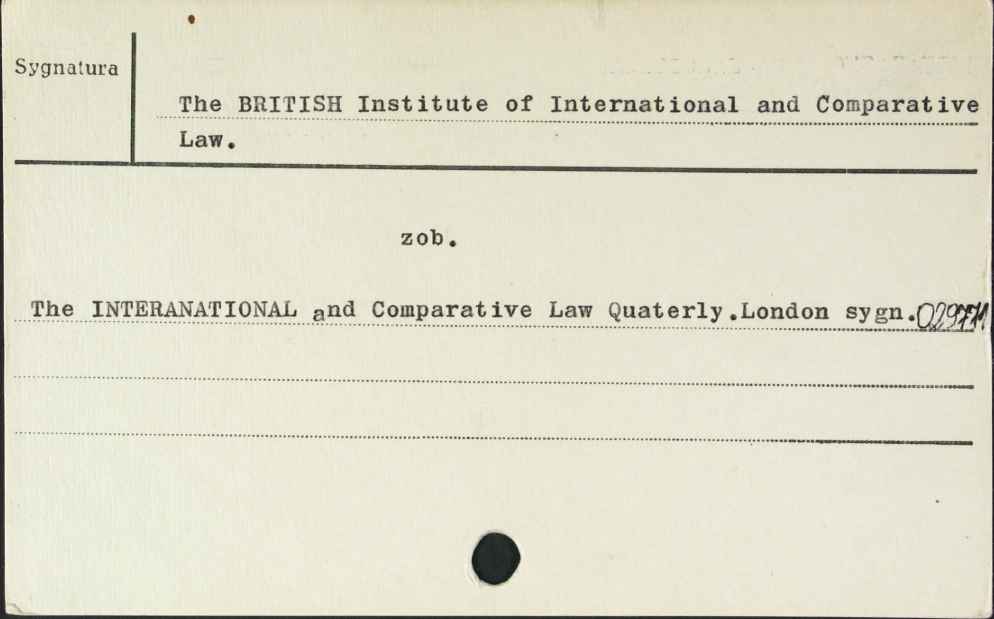 Sygnatura
The BRITISH Institute of International and Comparative
Law.
zob.
The INTERANATIONAL and Comparative Law Quaterly.London sygn.